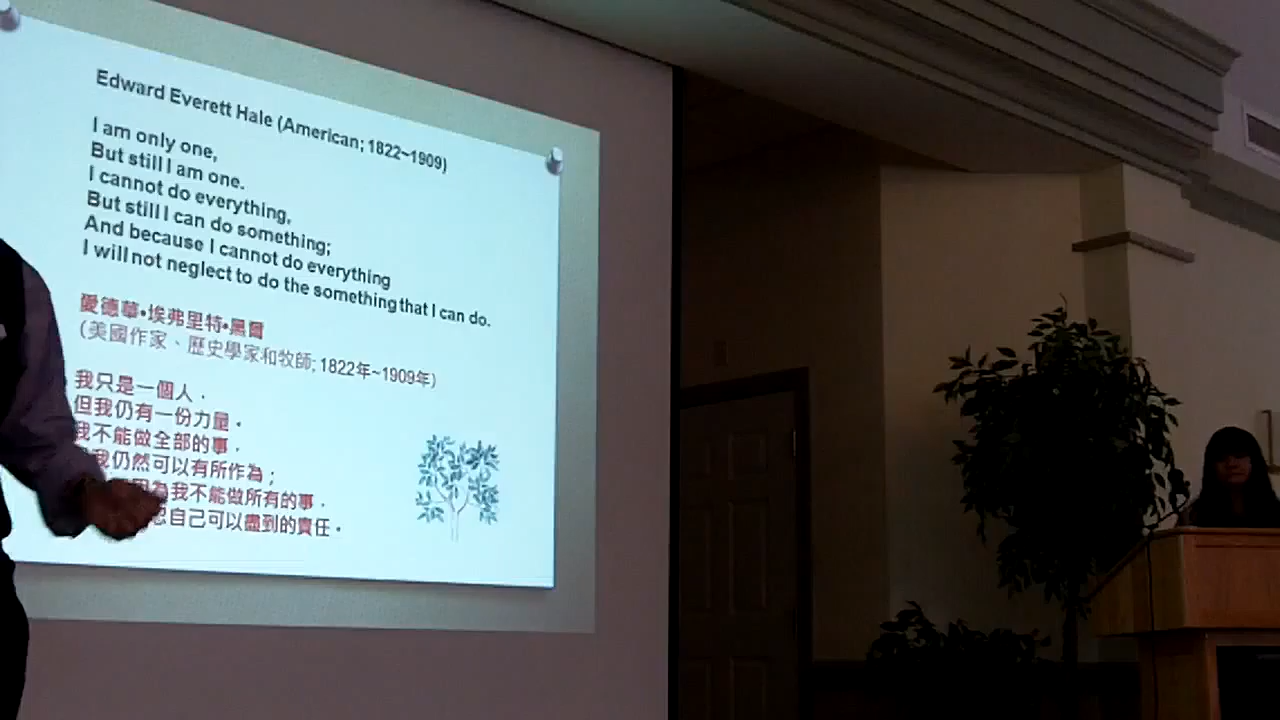 Edward Everett Hale (American; 1822~1909)
I am only one,
But still I am one.
I cannot do everything,
But still I can do something;
And because I cannot do everything
I will not neglect to do the something that I can do.
愛德華•埃弗里特•黑爾
(美國作家、歷史學家和牧師; 1822年~1909年)
我只是一個人．
但我仍有一份力量。
我不能做全部的事．
我仍然可以有所作為；
因為我不能做所有的事．
自己可以盡到的責任。